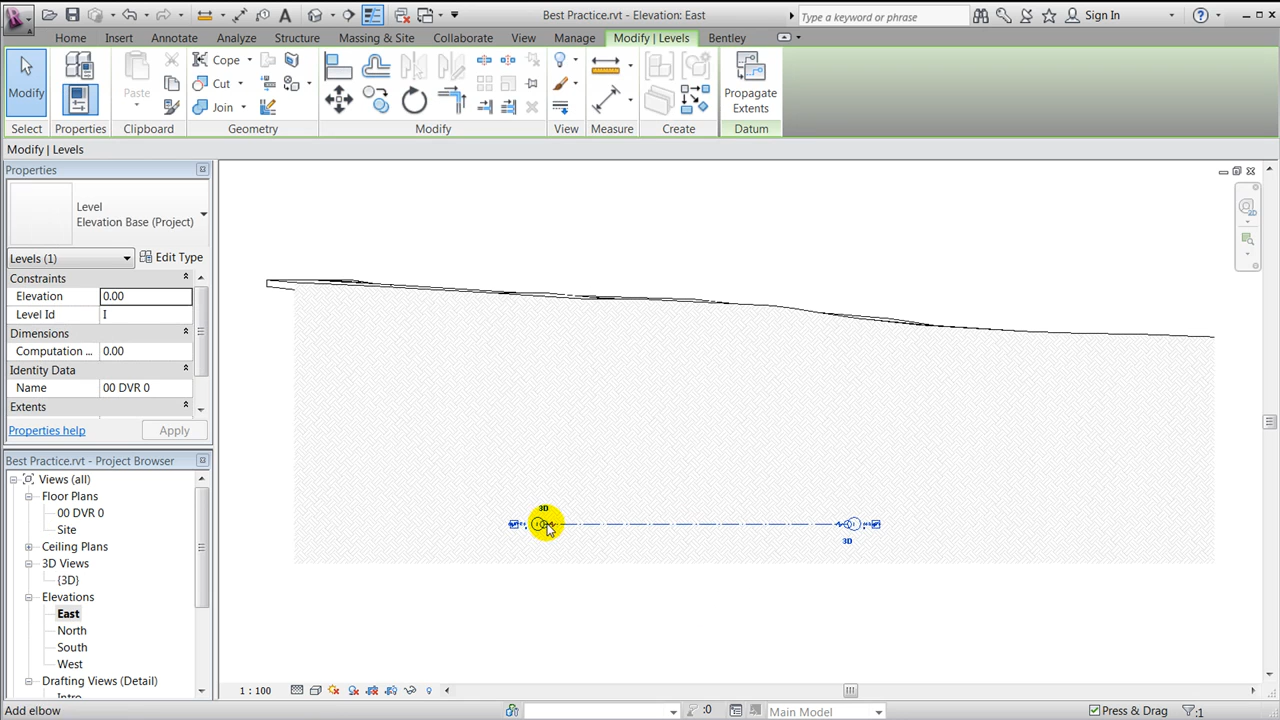 Best Practice.rvt - Elevation: East
Type a keyword or phrase
Sign In
Home Insert Annotate Analyze Structure Massing & Site Collaborate View Manage Modify | Levels Bentley
Modify
Paste
Cope
Cut
Join
Propagate
Extents
Select Properties Clipboard Geometry Modify View Measure Create Datum
Modify | Levels
Properties
Level
Elevation Base (Project)
Levels (1) Edit Type
Constraints
Elevation 0.00
Level Id I
Dimensions
Computation ... 0.00
Identity Data
Name 00 DVR 0
Extents
Properties help Apply
Best Practice.rvt - Project Browser
Views (all)
Floor Plans
00 DVR 0
Site
Ceiling Plans
3D Views
{3D}
Elevations
East
North
South
West
Drafting Views (Detail)
Intro
3D
3D
1 : 100
Add elbow
:0
Main Model
Press & Drag
:1